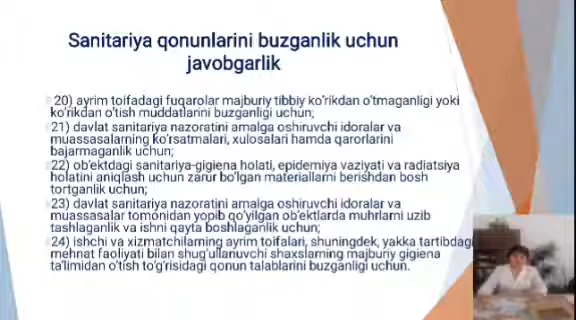 Sanitariya qonunlarini buzganlik uchun
javobgarlik
20) ayrim toifadagi fuqarolar majburiy tibbiy ko'rikdan o'tmaganligi yoki
ko'rikdan o'tish muddatlarini buzganligi uchun;
21) davlat sanitariya nazoratini amalga oshiruvchi idoralar va
muassasalarning ko'rsatmalari, xulosalari hamda qarorlarini
bajarmaganlik uchun;
22) ob'ektdagi sanitariya-gigiena holati, epidemiya vaziyati va radiatsiya
holatini aniqlash uchun zarur bo'lgan materiallarni berishdan bosh
tortganlik uchun;
23) davlat sanitariya nazoratini amalga oshiruvchi idoralar va
muassasalar tomonidan yopib qo'yilgan ob'ektlarda muhrlarni uzib
tashlaganlik va ishni qayta boshlaganlik uchun;
24) ishchi va xizmatchilarning ayrim toifalari, shuningdek, yakka tartibdagi
mehnat faoliyati bilan shug'ullanuvchi shaxslarning majburiy gigiena
ta'limidan o'tish to'g'risidagi qonun talablarini buzganligi uchun.